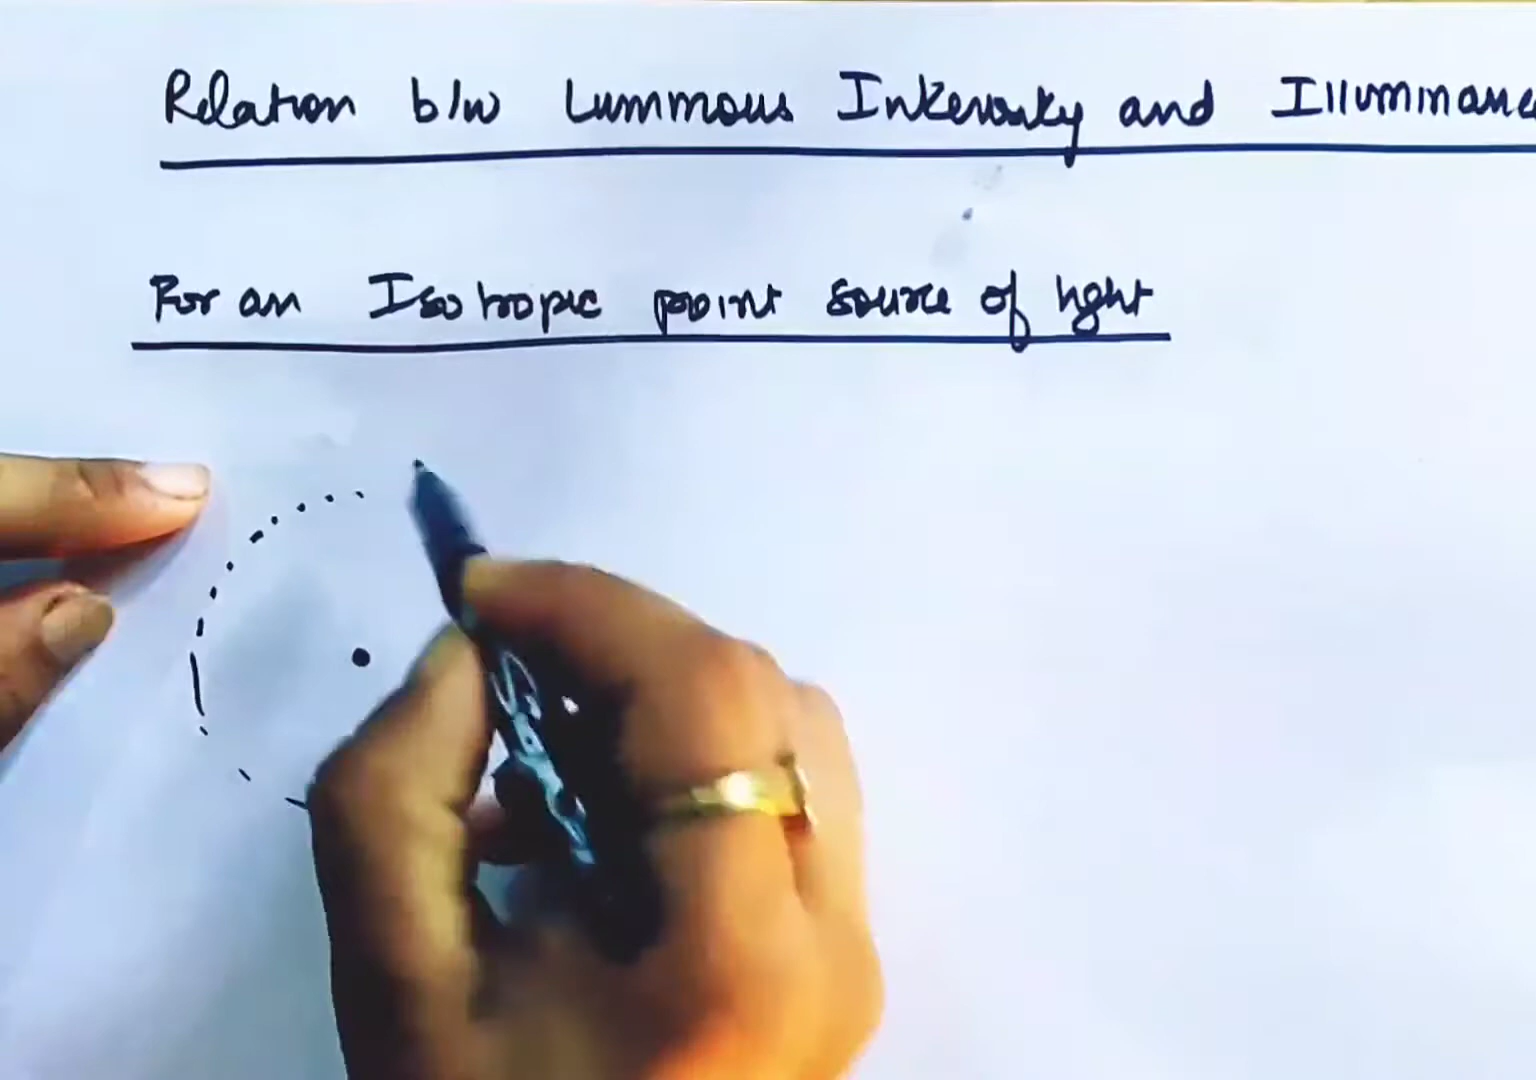 Relation b/w Luminous Intensity and Illuminanc
For an Isotropic point source of light